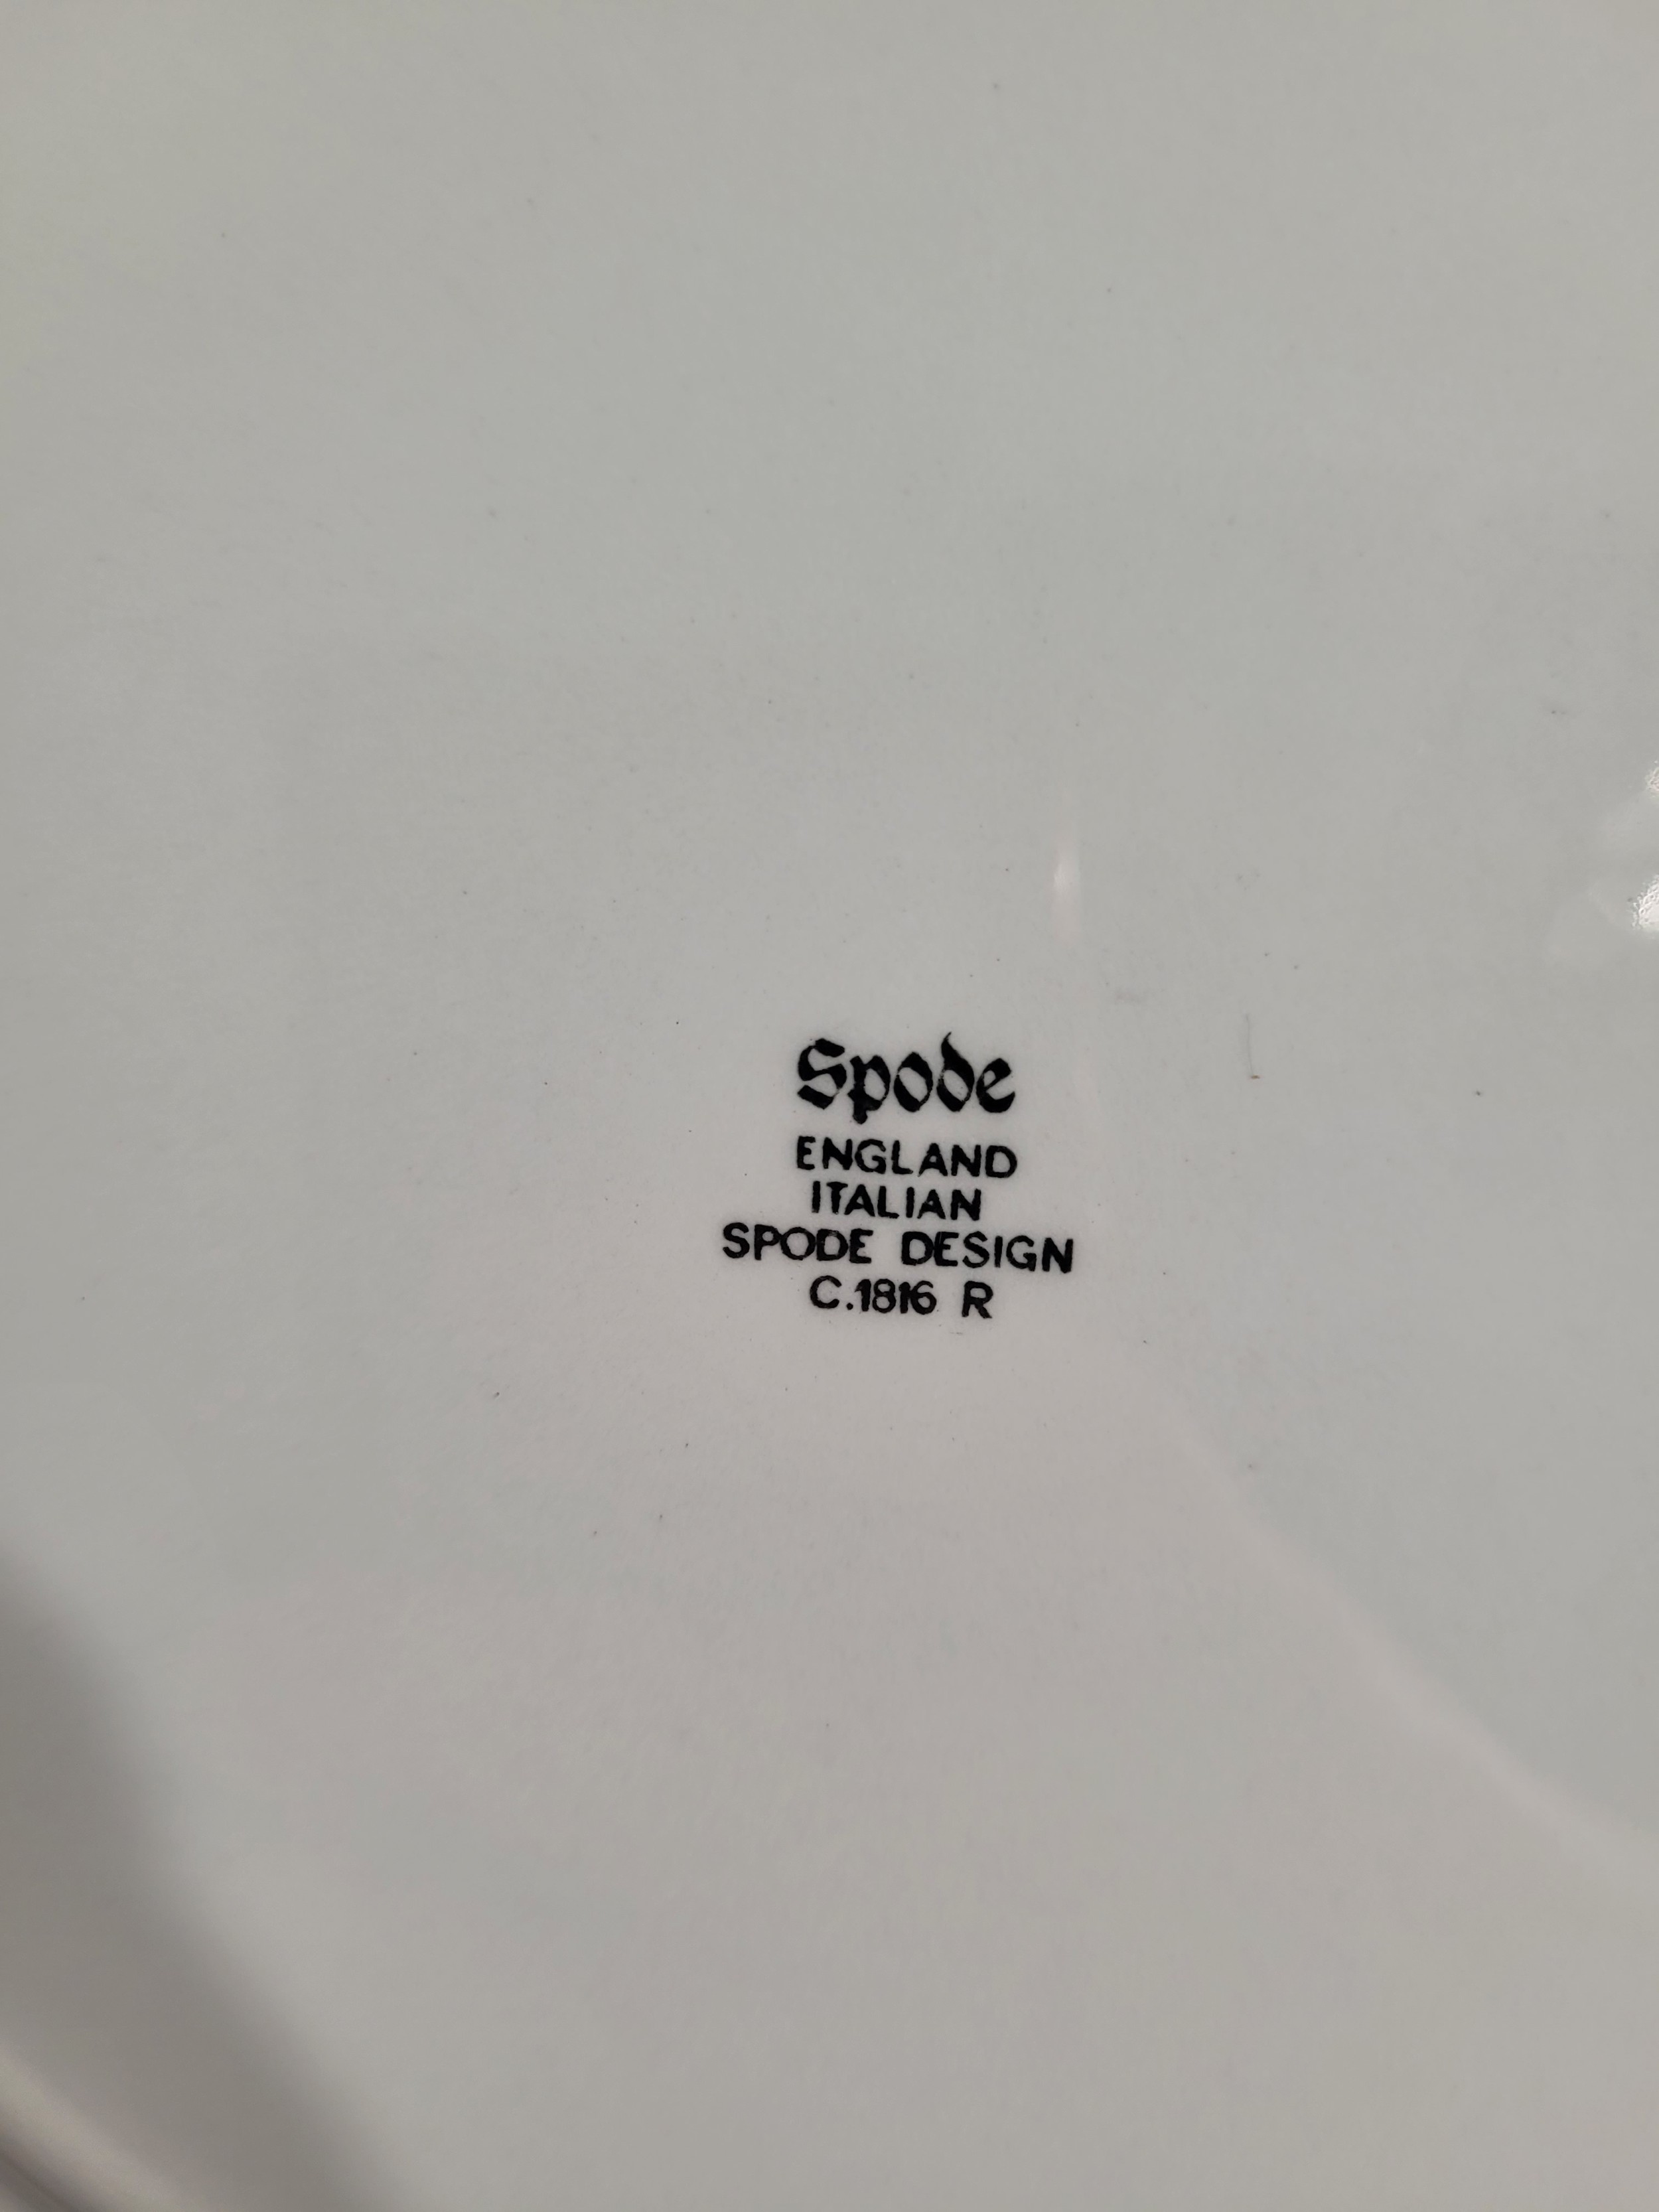 Spode
ENGLAND
ITALIAN
SPODE DESIGN
C.1816 R